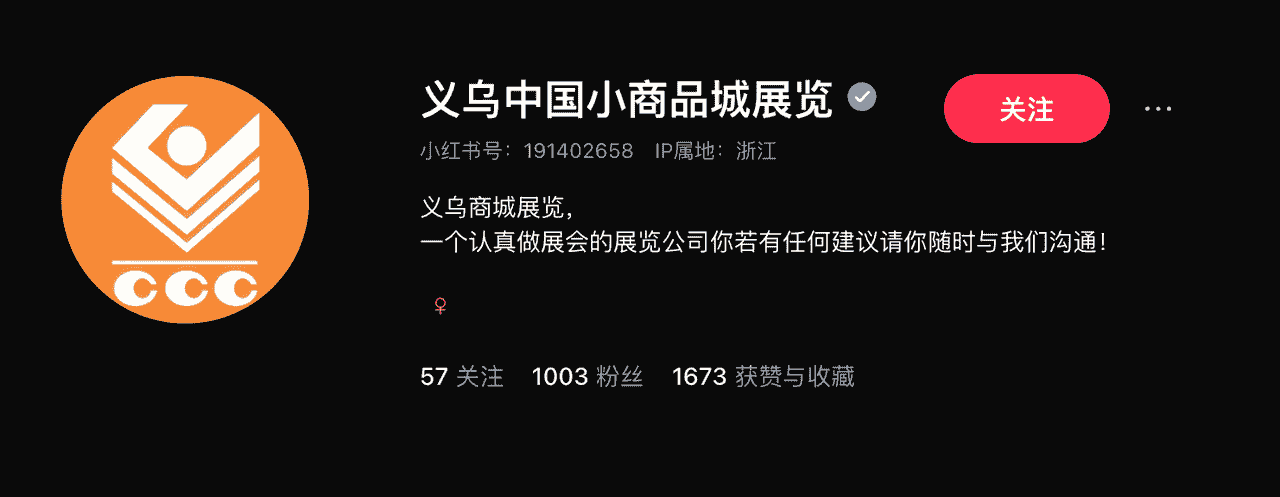 义乌中国小商品城展览
关注
小红书号：191402658 IP属地：浙江
义乌商城展览，
一个认真做展会的展览公司你若有任何建议请你随时与我们沟通！
57 关注 1003 粉丝 1673 获赞与收藏
CCC